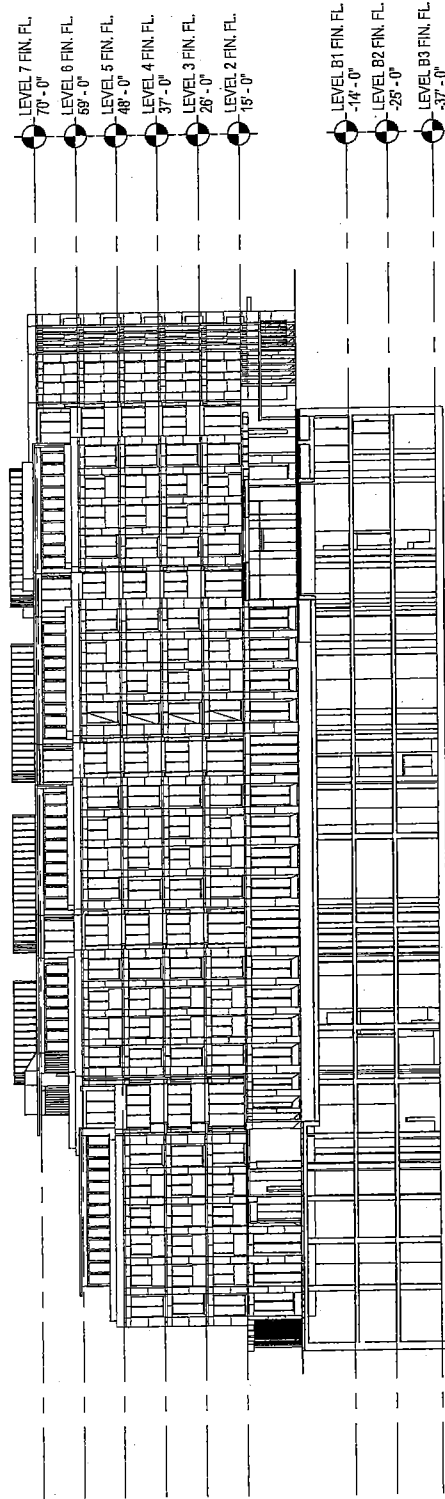 LEVEL 7 FIN. FL.
70' - 0"
LEVEL 6 FIN. FL.
59' - 0"
LEVEL 5 FIN. FL.
48' - 0"
LEVEL 4 FIN. FL.
37' - 0"
LEVEL 3 FIN. FL.
26' - 0"
LEVEL 2 FIN. FL.
15' - 0"
LEVEL B1 FIN. FL.
-14' - 0"
LEVEL B2 FIN. FL.
-25' - 0"
LEVEL B3 FIN. FL.
-37' - 0"